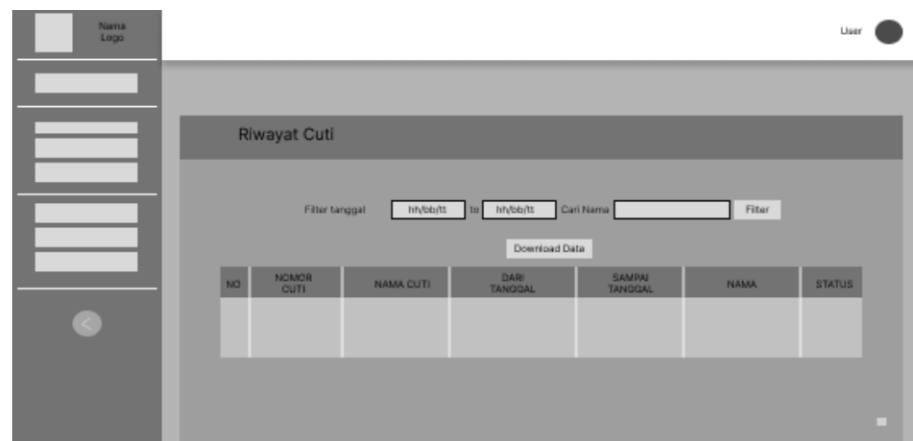 Nama
Logo
User
Riwayat Cuti
Filter tanggal hh/bb/tt to hh/bb/tt Cari Nama Filter
Download Data
NO NOMOR CUTI NAMA CUTI DARI TANGGAL SAMPAI TANGGAL NAMA STATUS
<